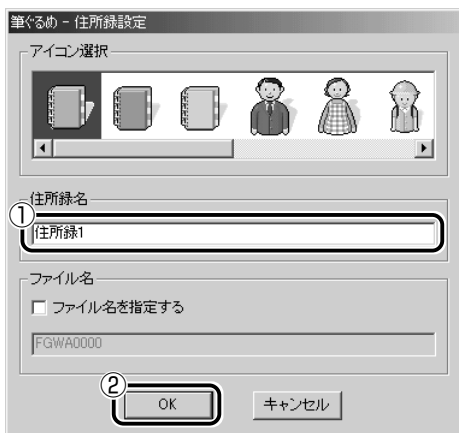 筆ぐるめ - 住所録設定
アイコン選択
住所録名
①
住所録1
ファイル名
ファイル名を指定する
FGWA0000
②
OK
キャンセル